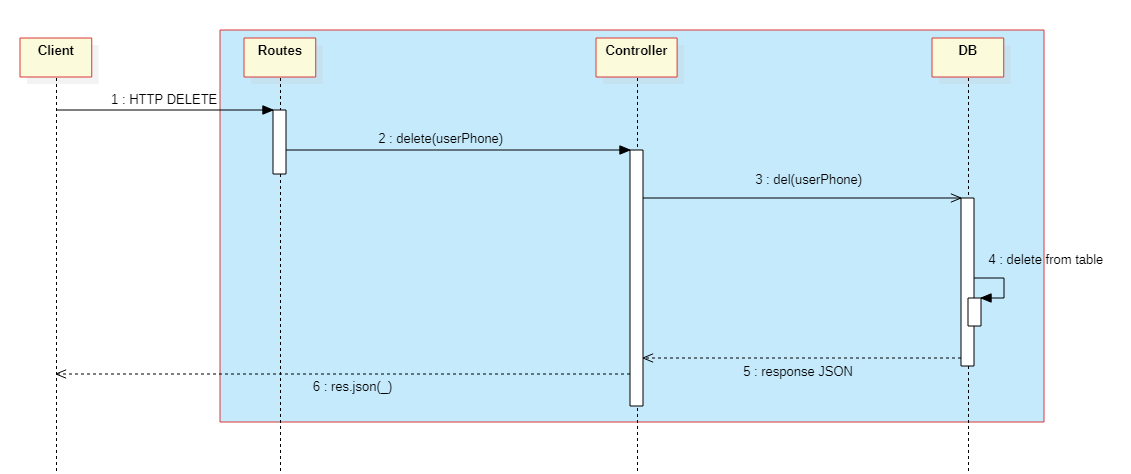 Client
Routes
Controller
DB
1 : HTTP DELETE
2 : delete(userPhone)
3 : del(userPhone)
4 : delete from table
5 : response JSON
6 : res.json(_)